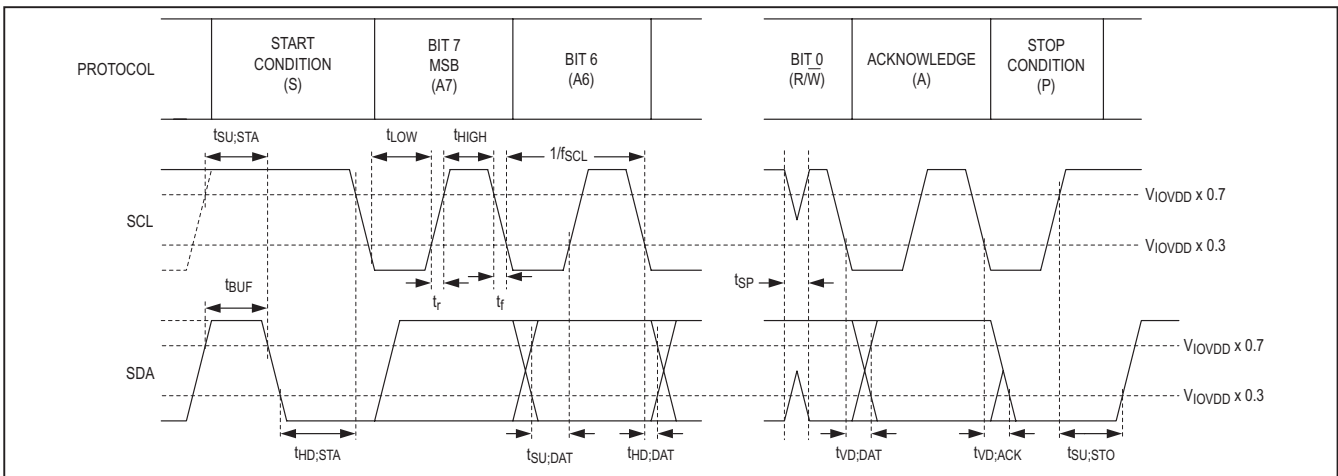 PROTOCOL
START
CONDITION
(S)
BIT 7
MSB
(A7)
BIT 6
(A6)
BIT 0
(R/W̅)
ACKNOWLEDGE
(A)
STOP
CONDITION
(P)
tSU;STA
tLOW
tHIGH
1/fSCL
SCL
VIOVDD x 0.7
VIOVDD x 0.3
tBUF
tr
tf
tSP
SDA
VIOVDD x 0.7
VIOVDD x 0.3
tHD;STA
tSU;DAT
tHD;DAT
tVD;DAT
tVD;ACK
tSU;STO